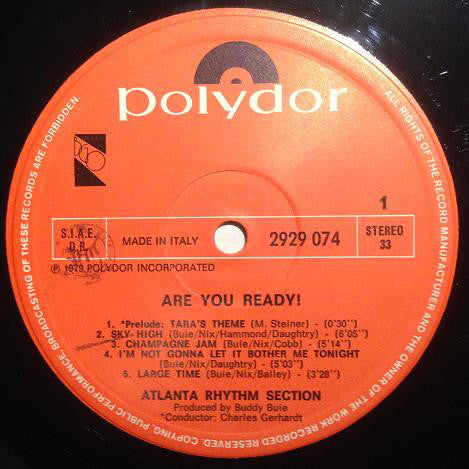 polydor
S.I.A.E.
D.R.
MADE IN ITALY
2929 074
1
STEREO
33
℗ 1979 POLYDOR INCORPORATED
ARE YOU READY!
1. *Prelude: TARA'S THEME (M. Steiner) - (0'30'')
2. SKY-HIGH (Buie/Nix/Hammond/Daughtry) - (6'05'')
3. CHAMPAGNE JAM (Buie/Nix/Cobb) - (5'14'')
4. I'M NOT GONNA LET IT BOTHER ME TONIGHT
(Buie/Nix/Daughtry) - (5'03'')
5. LARGE TIME (Buie/Nix/Bailey) - (3'28'')
ATLANTA RHYTHM SECTION
Produced by Buddy Buie
*Conductor: Charles Gerhardt
ALL RIGHTS OF THE RECORD MANUFACTURER AND OF THE OWNER OF THE WORK RECORDED RESERVED. COPYING, PUBLIC PERFORMANCE, BROADCASTING OF THESE RECORDS ARE FORBIDDEN.